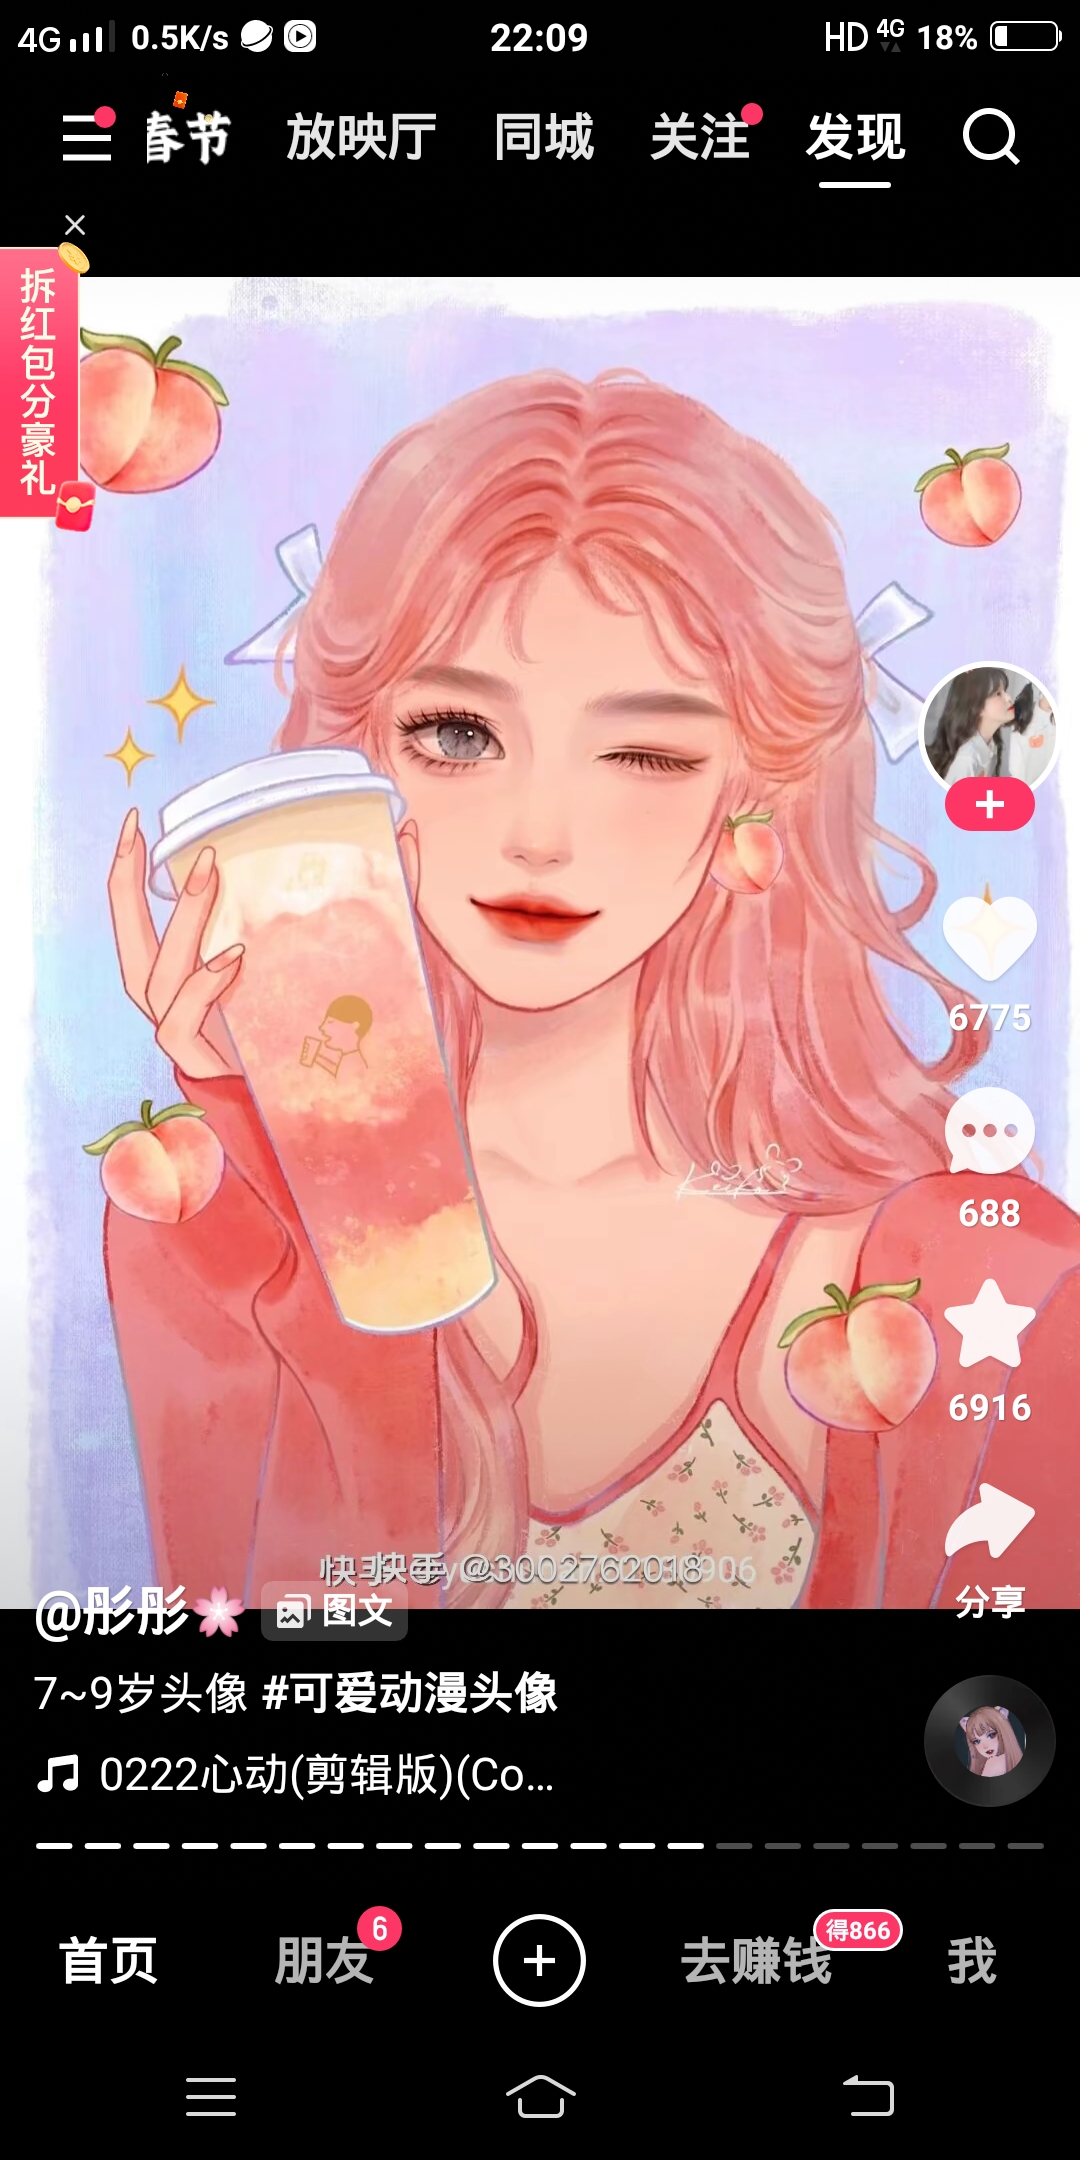 4G 0.5K/s 22:09 HD 4G 18%
春节 放映厅 同城 关注 发现
拆红包分豪礼
6775
688
6916
分享
快手 @3002762018
@彤彤🌸 图文
7~9岁头像 #可爱动漫头像
0222心动(剪辑版)(Co...
首页 朋友 6 去赚钱 得866 我